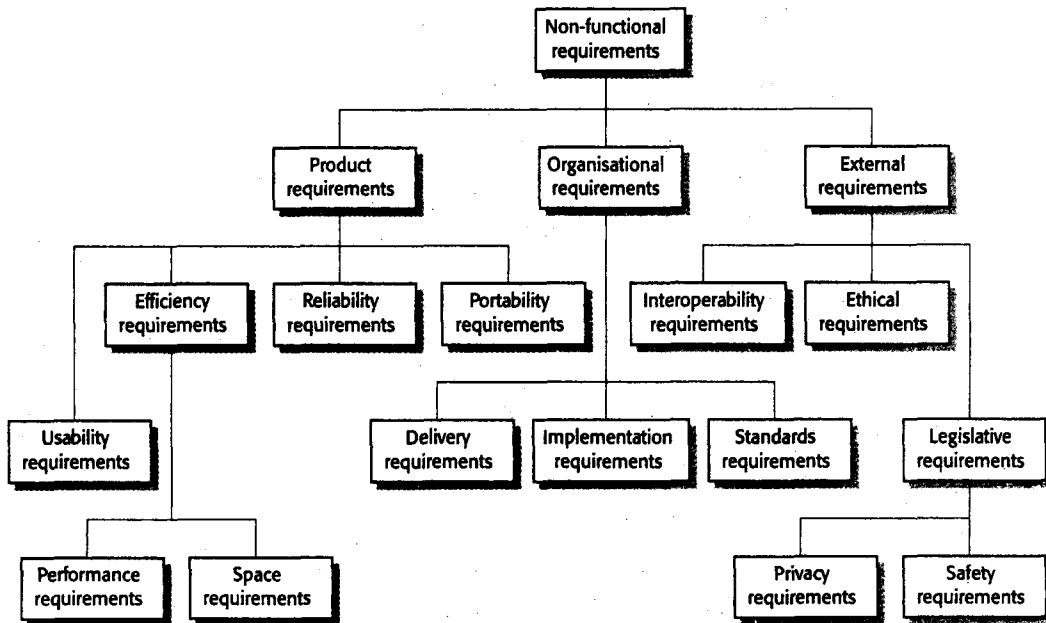 Non-functional
requirements
Product
requirements
Organisational
requirements
External
requirements
Efficiency
requirements
Reliability
requirements
Portability
requirements
Interoperability
requirements
Ethical
requirements
Usability
requirements
Delivery
requirements
Implementation
requirements
Standards
requirements
Legislative
requirements
Performance
requirements
Space
requirements
Privacy
requirements
Safety
requirements